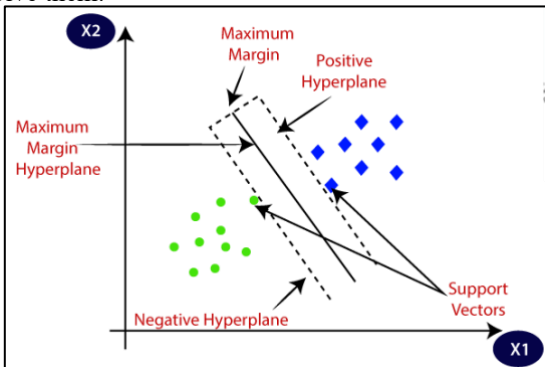 X2
Maximum
Margin
Positive
Hyperplane
Maximum
Margin
Hyperplane
Support
Vectors
Negative Hyperplane
X1